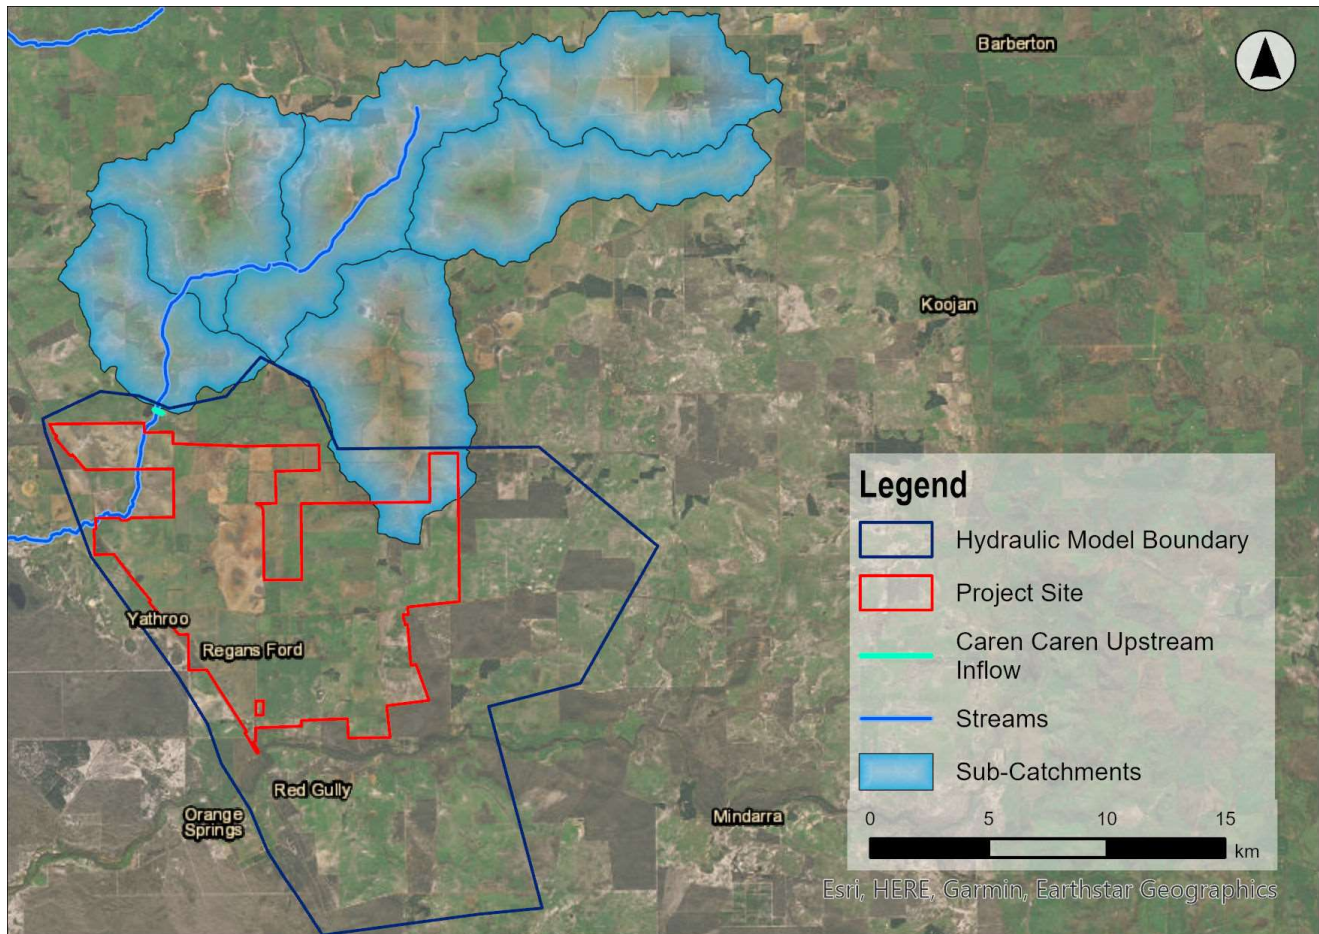 Barberton
Koojan
Legend
Hydraulic Model Boundary
Project Site
Caren Caren Upstream
Inflow
Streams
Sub-Catchments
0 5 10 15
km
Yathroo
Regans Ford
Red Gully
Orange
Springs
Mindarra
Esri, HERE, Garmin, Earthstar Geographics